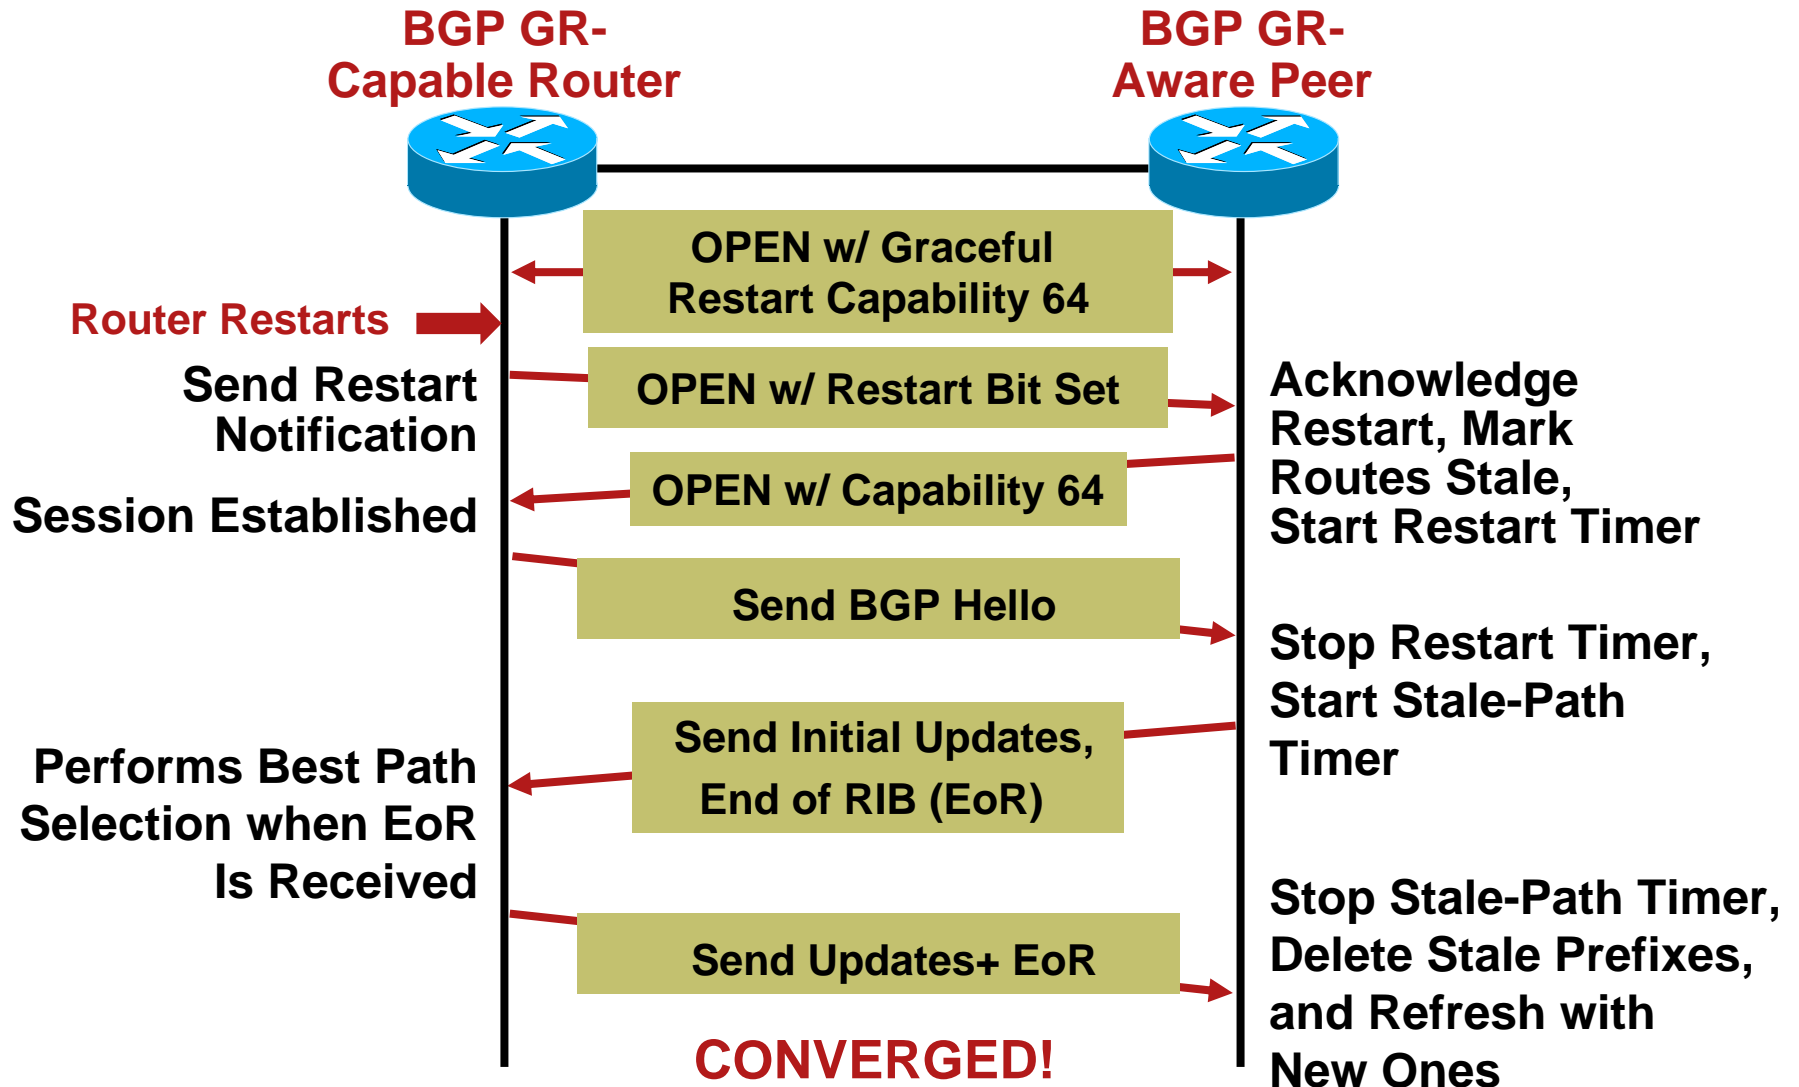 BGP GR-
Capable Router
BGP GR-
Aware Peer
OPEN w/ Graceful
Restart Capability 64
Router Restarts
Send Restart
Notification
OPEN w/ Restart Bit Set
Acknowledge
Restart, Mark
Routes Stale,
Start Restart Timer
OPEN w/ Capability 64
Session Established
Send BGP Hello
Stop Restart Timer,
Start Stale-Path
Timer
Send Initial Updates,
End of RIB (EoR)
Performs Best Path
Selection when EoR
Is Received
Send Updates+ EoR
Stop Stale-Path Timer,
Delete Stale Prefixes,
and Refresh with
New Ones
CONVERGED!